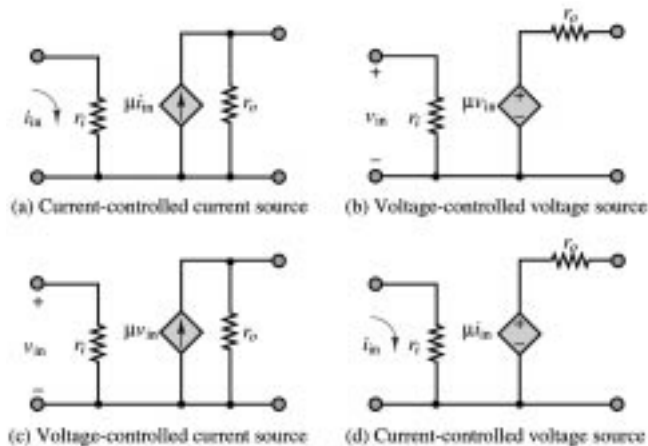 r_o
i_in r_i μi_in r_o
+
v_in r_i μv_in + −
−
(a) Current-controlled current source
(b) Voltage-controlled voltage source
r_o
+
v_in r_i μv_in r_o
−
i_in r_i μi_in + −
(c) Voltage-controlled current source
(d) Current-controlled voltage source